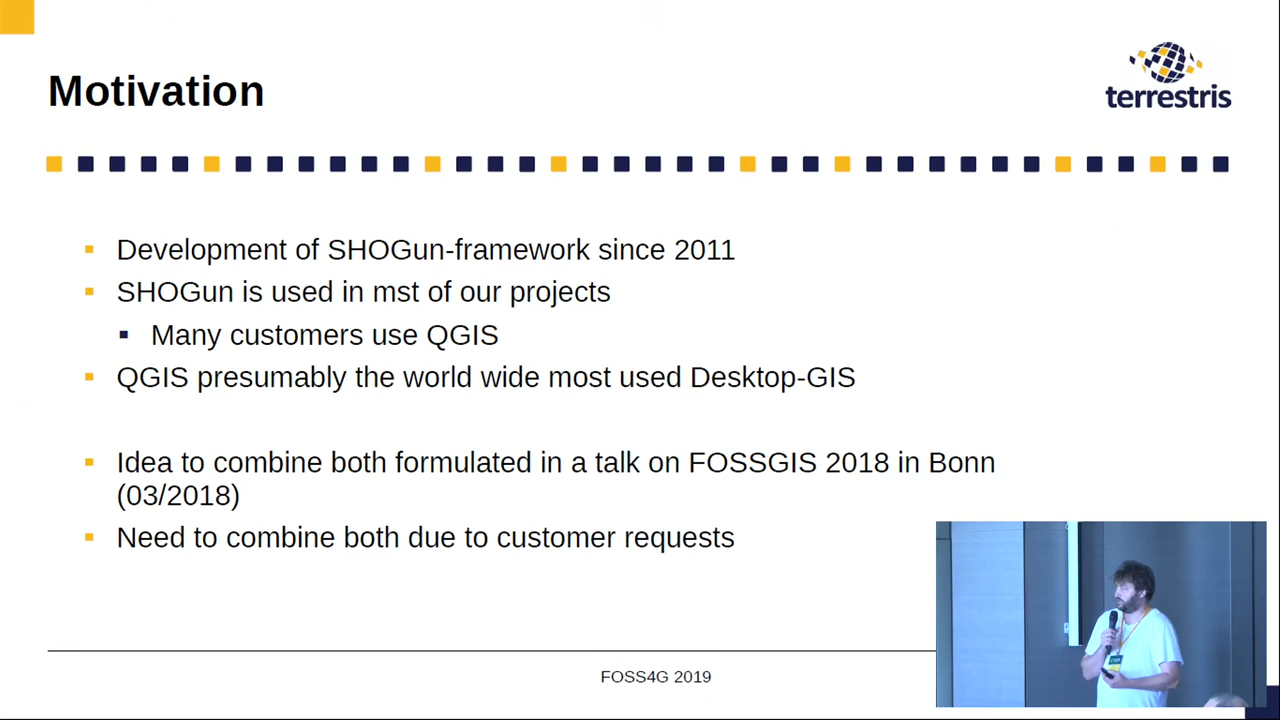 Motivation
terrestris
Development of SHOGun-framework since 2011
SHOGun is used in mst of our projects
Many customers use QGIS
QGIS presumably the world wide most used Desktop-GIS
Idea to combine both formulated in a talk on FOSSGIS 2018 in Bonn
(03/2018)
Need to combine both due to customer requests
FOSS4G 2019